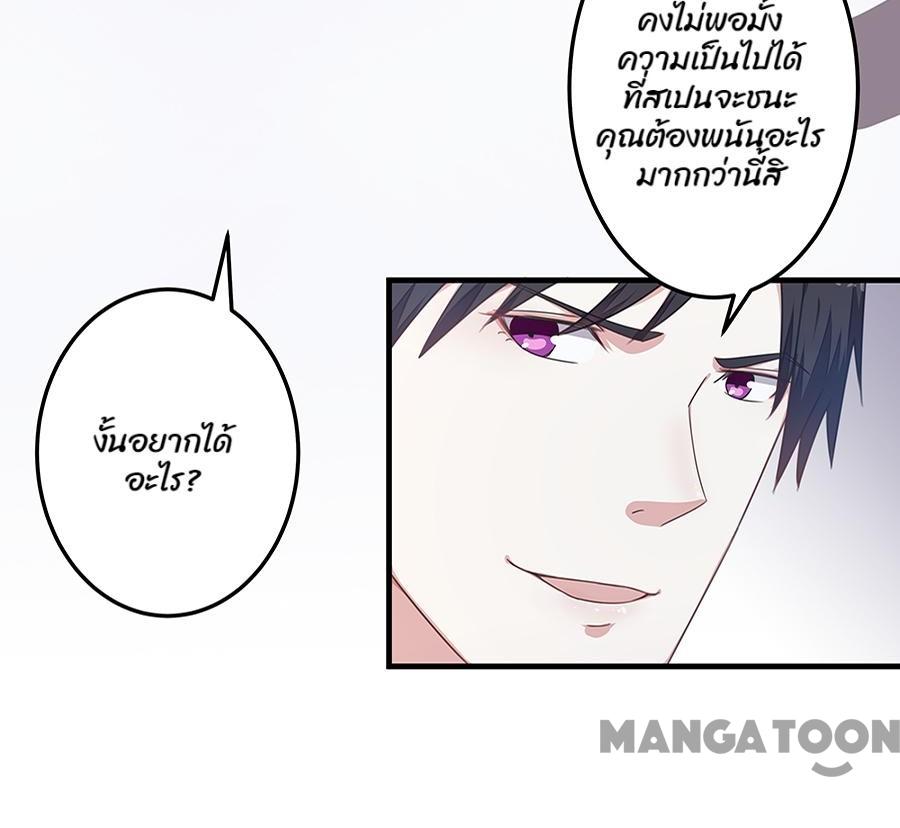 คงไม่พอมั้ง
ความเป็นไปได้
ที่สเปนจะชนะ
คุณต้องพนันอะไร
มากกว่านี้สิ
งั้นอยากได้
อะไร?
MANGATOON